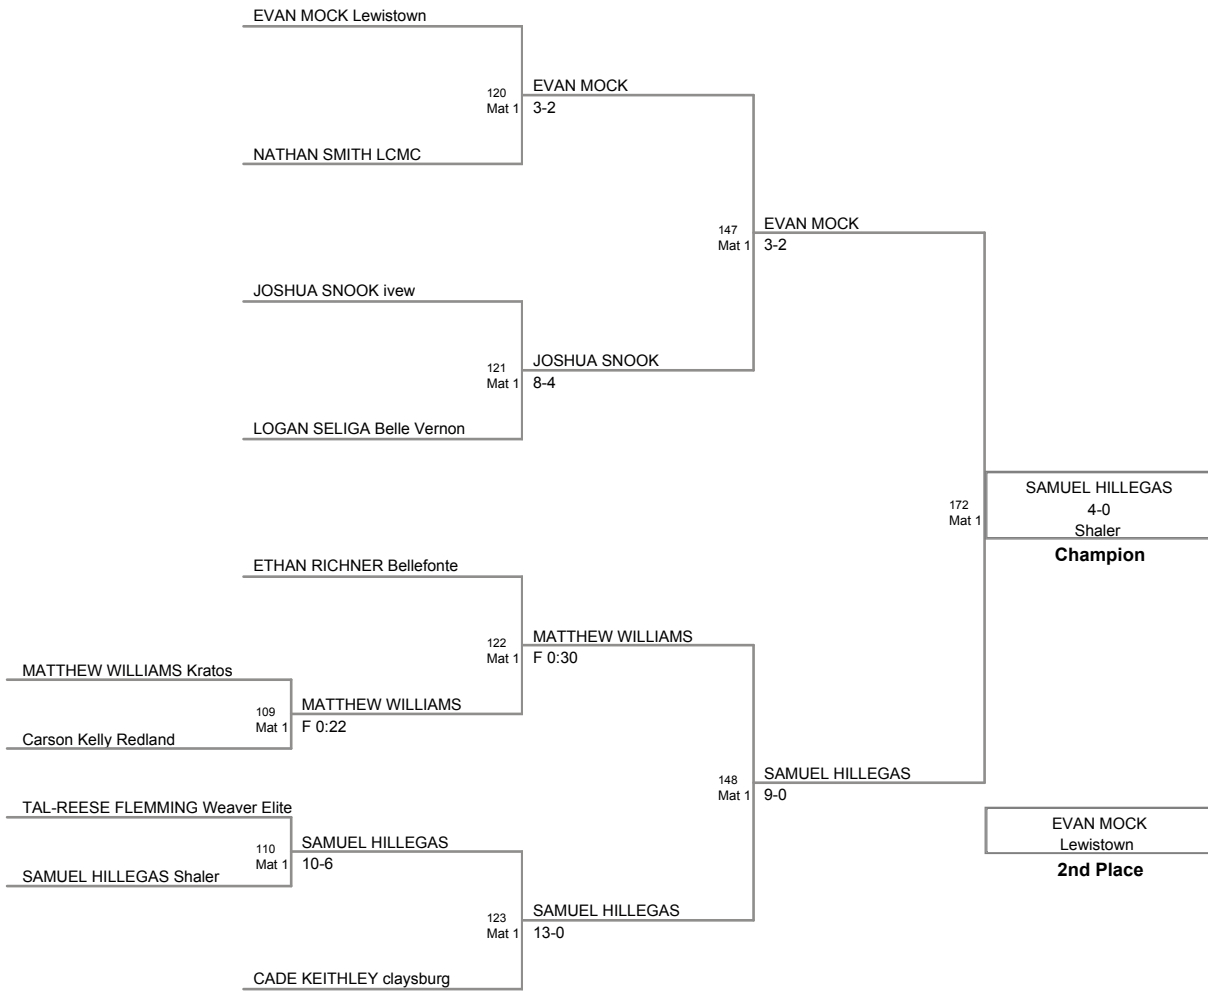 EVAN MOCK Lewistown
120
Mat 1
EVAN MOCK
3-2
NATHAN SMITH LCMC
147
Mat 1
EVAN MOCK
3-2
JOSHUA SNOOK ivew
121
Mat 1
JOSHUA SNOOK
8-4
LOGAN SELIGA Belle Vernon
172
Mat 1
SAMUEL HILLEGAS
4-0
Shaler
Champion
ETHAN RICHNER Bellefonte
122
Mat 1
MATTHEW WILLIAMS
F 0:30
MATTHEW WILLIAMS Kratos
109
Mat 1
MATTHEW WILLIAMS
F 0:22
Carson Kelly Redland
148
Mat 1
SAMUEL HILLEGAS
9-0
TAL-REESE FLEMMING Weaver Elite
110
Mat 1
SAMUEL HILLEGAS
10-6
SAMUEL HILLEGAS Shaler
EVAN MOCK
Lewistown
2nd Place
123
Mat 1
SAMUEL HILLEGAS
13-0
CADE KEITHLEY claysburg